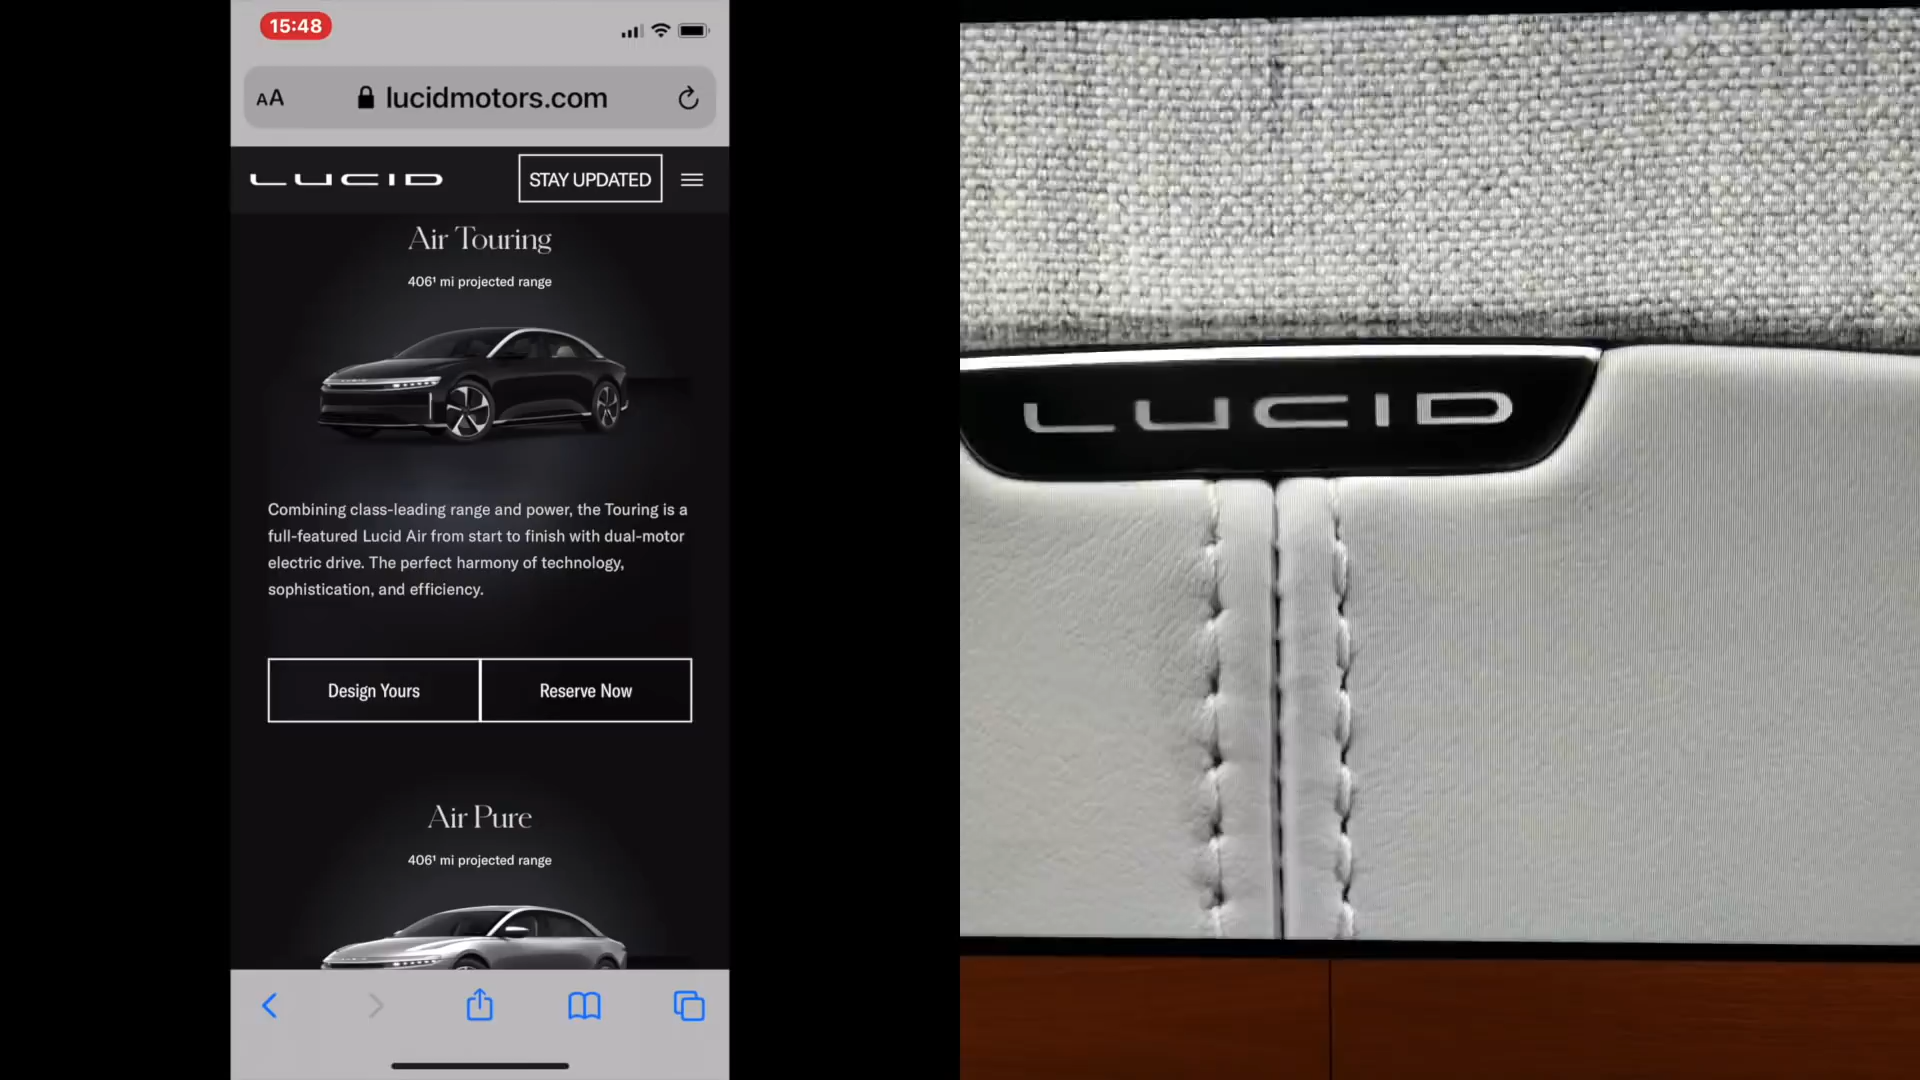 15:48
AA lucidmotors.com
LUCID STAY UPDATED
Air Touring
406¹ mi projected range
Combining class-leading range and power, the Touring is a
full-featured Lucid Air from start to finish with dual-motor
electric drive. The perfect harmony of technology,
sophistication, and efficiency.
Design Yours Reserve Now
Air Pure
406¹ mi projected range
LUCID